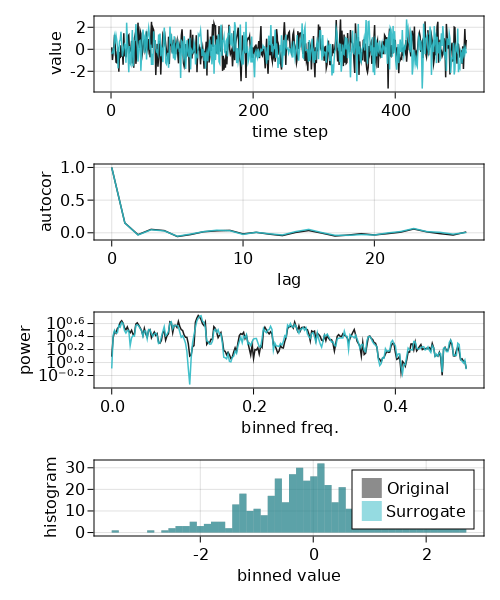 value
2
0
-2
0 200 400
time step
autocor
1.0
0.5
0.0
0 10 20
lag
power
10⁰·⁶
10⁰·⁴
10⁰·²
10⁰·⁰
10⁻⁰·²
0.0 0.2 0.4
binned freq.
histogram
30
20
10
0
Original
Surrogate
-2 0 2
binned value